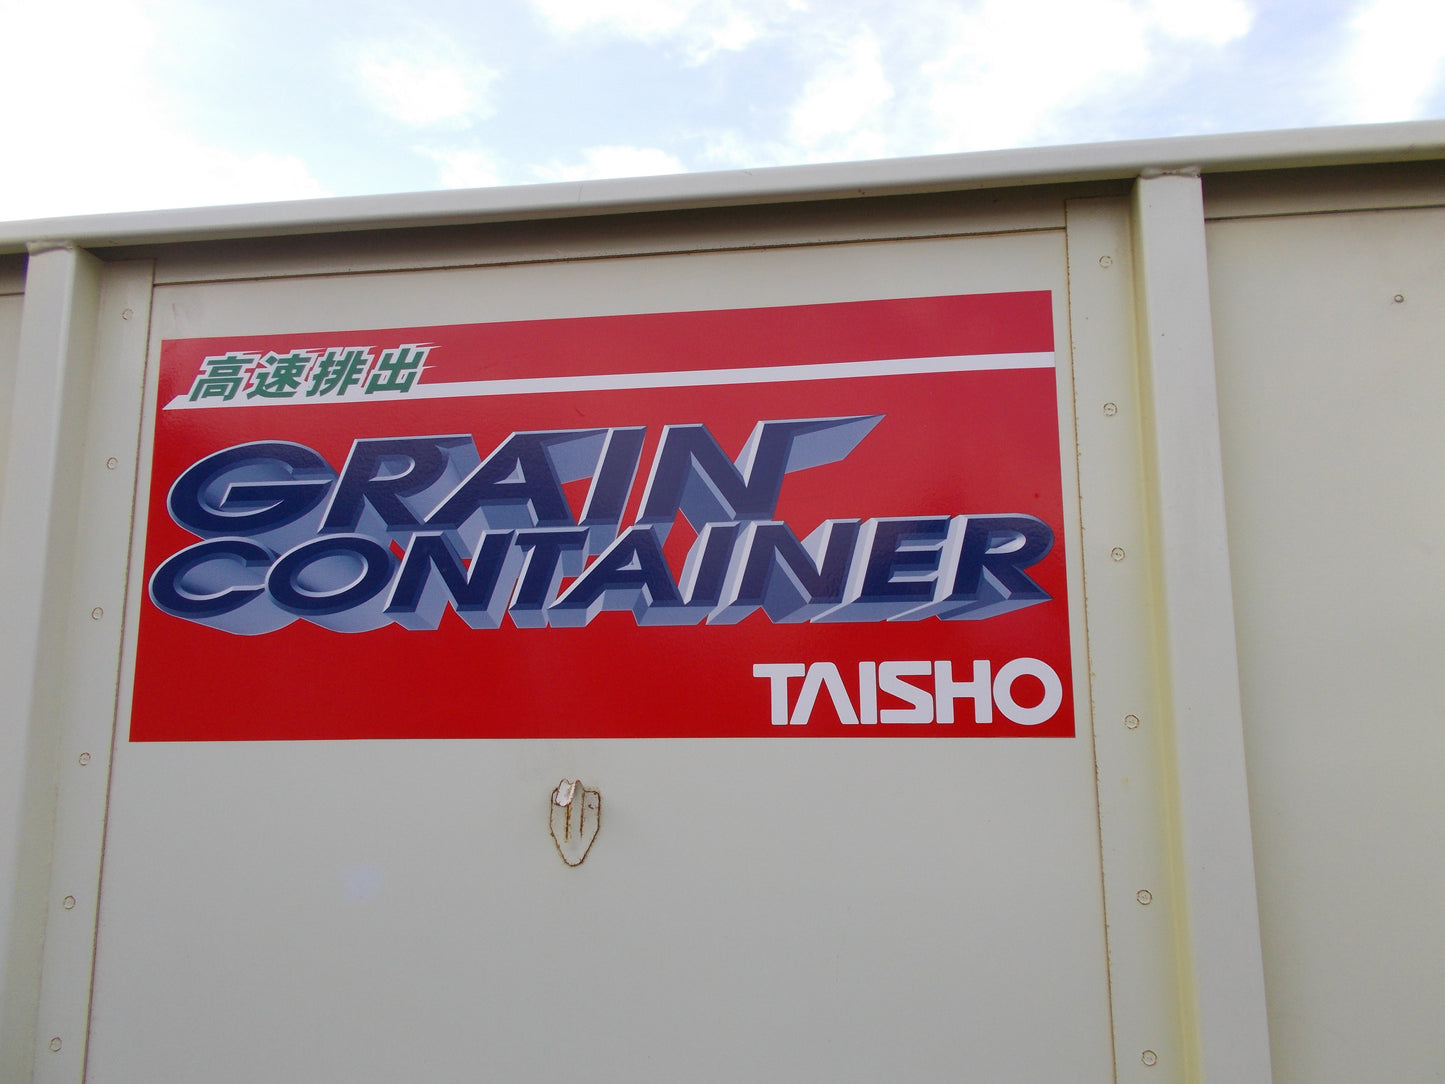 高速排出
GRAIN
CONTAINER
TAISHO